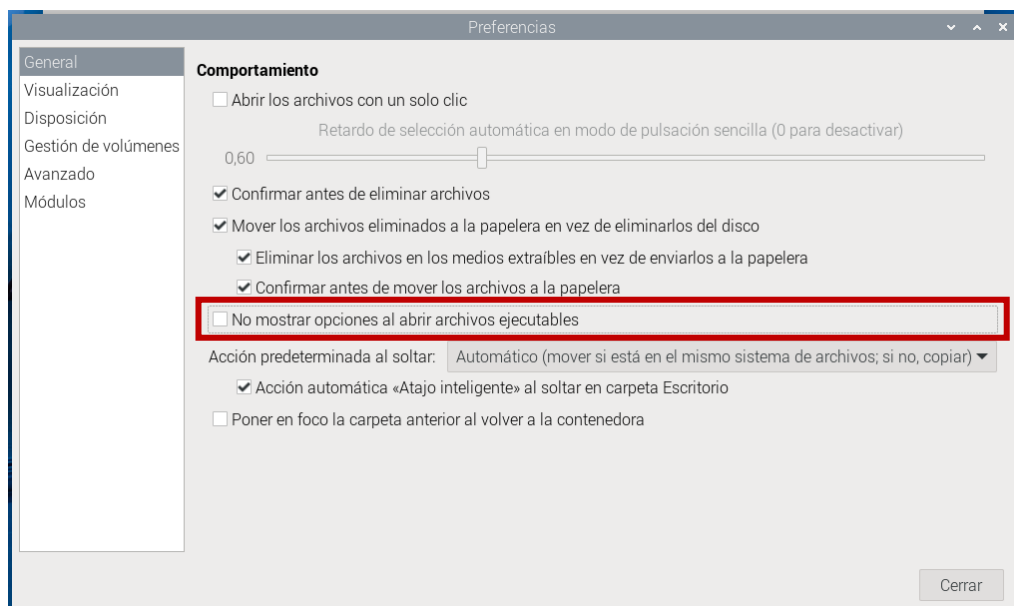 Preferencias
General
Visualización
Disposición
Gestión de volúmenes
Avanzado
Módulos
Comportamiento
Abrir los archivos con un solo clic
Retardo de selección automática en modo de pulsación sencilla (0 para desactivar)
0,60
Confirmar antes de eliminar archivos
Mover los archivos eliminados a la papelera en vez de eliminarlos del disco
Eliminar los archivos en los medios extraíbles en vez de enviarlos a la papelera
Confirmar antes de mover los archivos a la papelera
No mostrar opciones al abrir archivos ejecutables
Acción predeterminada al soltar: Automático (mover si está en el mismo sistema de archivos; si no, copiar)
Acción automática «Atajo inteligente» al soltar en carpeta Escritorio
Poner en foco la carpeta anterior al volver a la contenedora
Cerrar